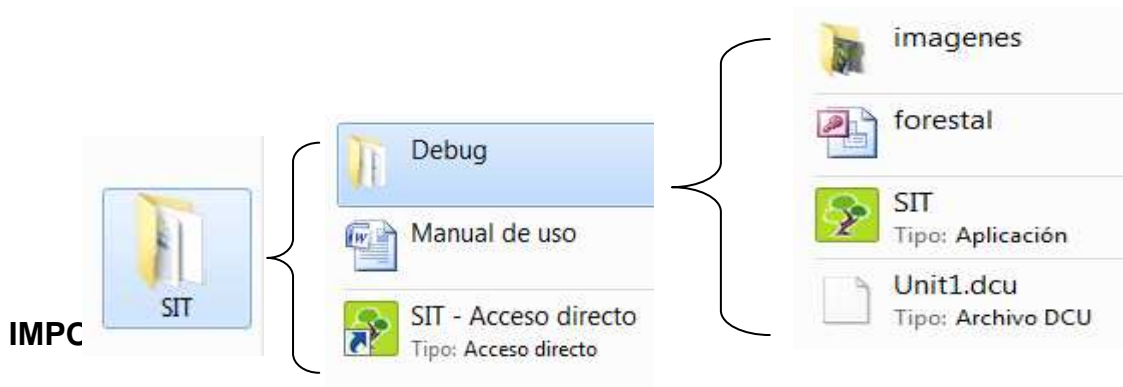 SIT
IMPO
Debug
Manual de uso
SIT - Acceso directo
Tipo: Acceso directo
imagenes
forestal
SIT
Tipo: Aplicación
Unit1.dcu
Tipo: Archivo DCU